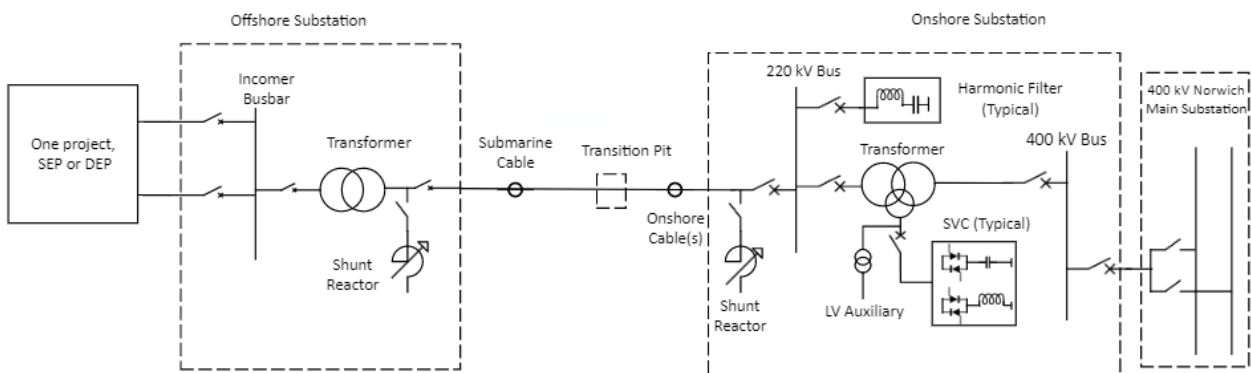 Offshore Substation
Onshore Substation
Incomer
Busbar
One project,
SEP or DEP
Transformer
Shunt
Reactor
Submarine
Cable
Transition Pit
Onshore
Cable(s)
220 kV Bus
Harmonic Filter
(Typical)
Transformer
400 kV Bus
SVC (Typical)
Shunt
Reactor
LV Auxiliary
400 kV Norwich
Main Substation